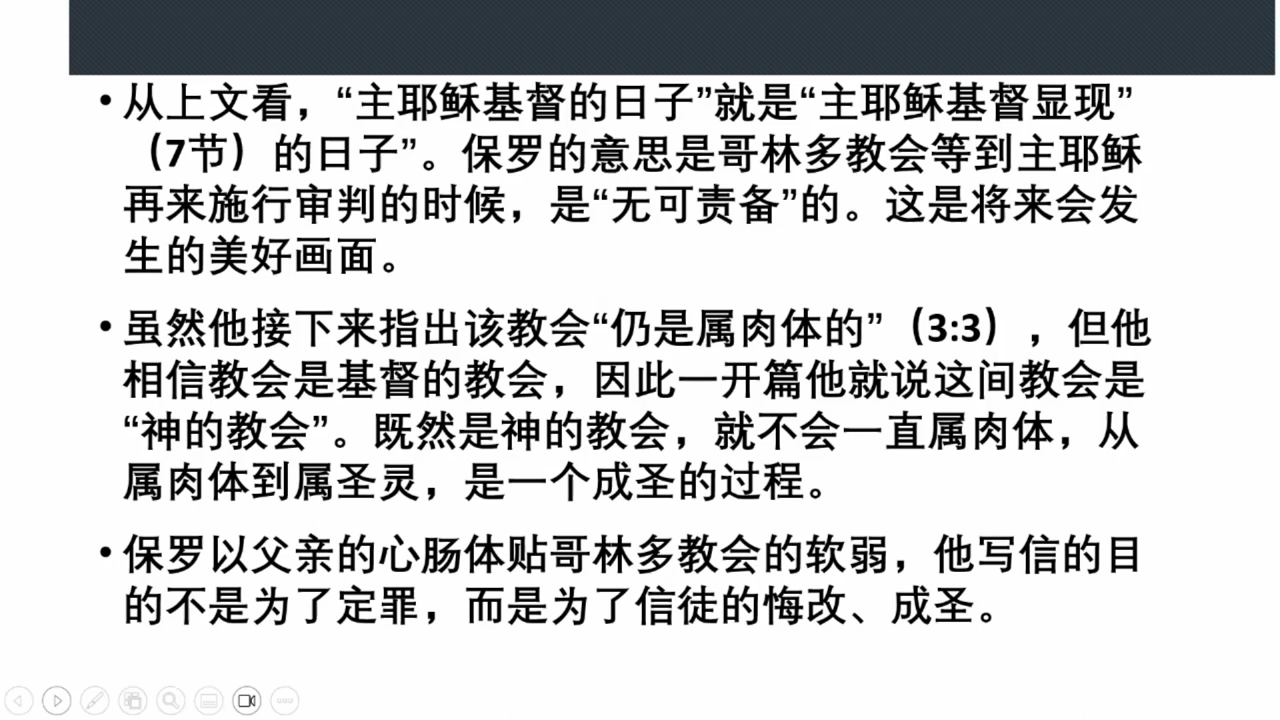 • 从上文看，“主耶稣基督的日子”就是“主耶稣基督显现”
（7节）的日子”。保罗的意思是哥林多教会等到主耶稣
再来施行审判的时候，是“无可责备”的。这是将来会发
生的美好画面。
• 虽然他接下来指出该教会“仍是属肉体的”（3:3），但他
相信教会是基督的教会，因此一开篇他就说这间教会是
“神的教会”。既然是神的教会，就不会一直属肉体，从
属肉体到属圣灵，是一个成圣的过程。
• 保罗以父亲的心肠体贴哥林多教会的软弱，他写信的目
的不是为了定罪，而是为了信徒的悔改、成圣。